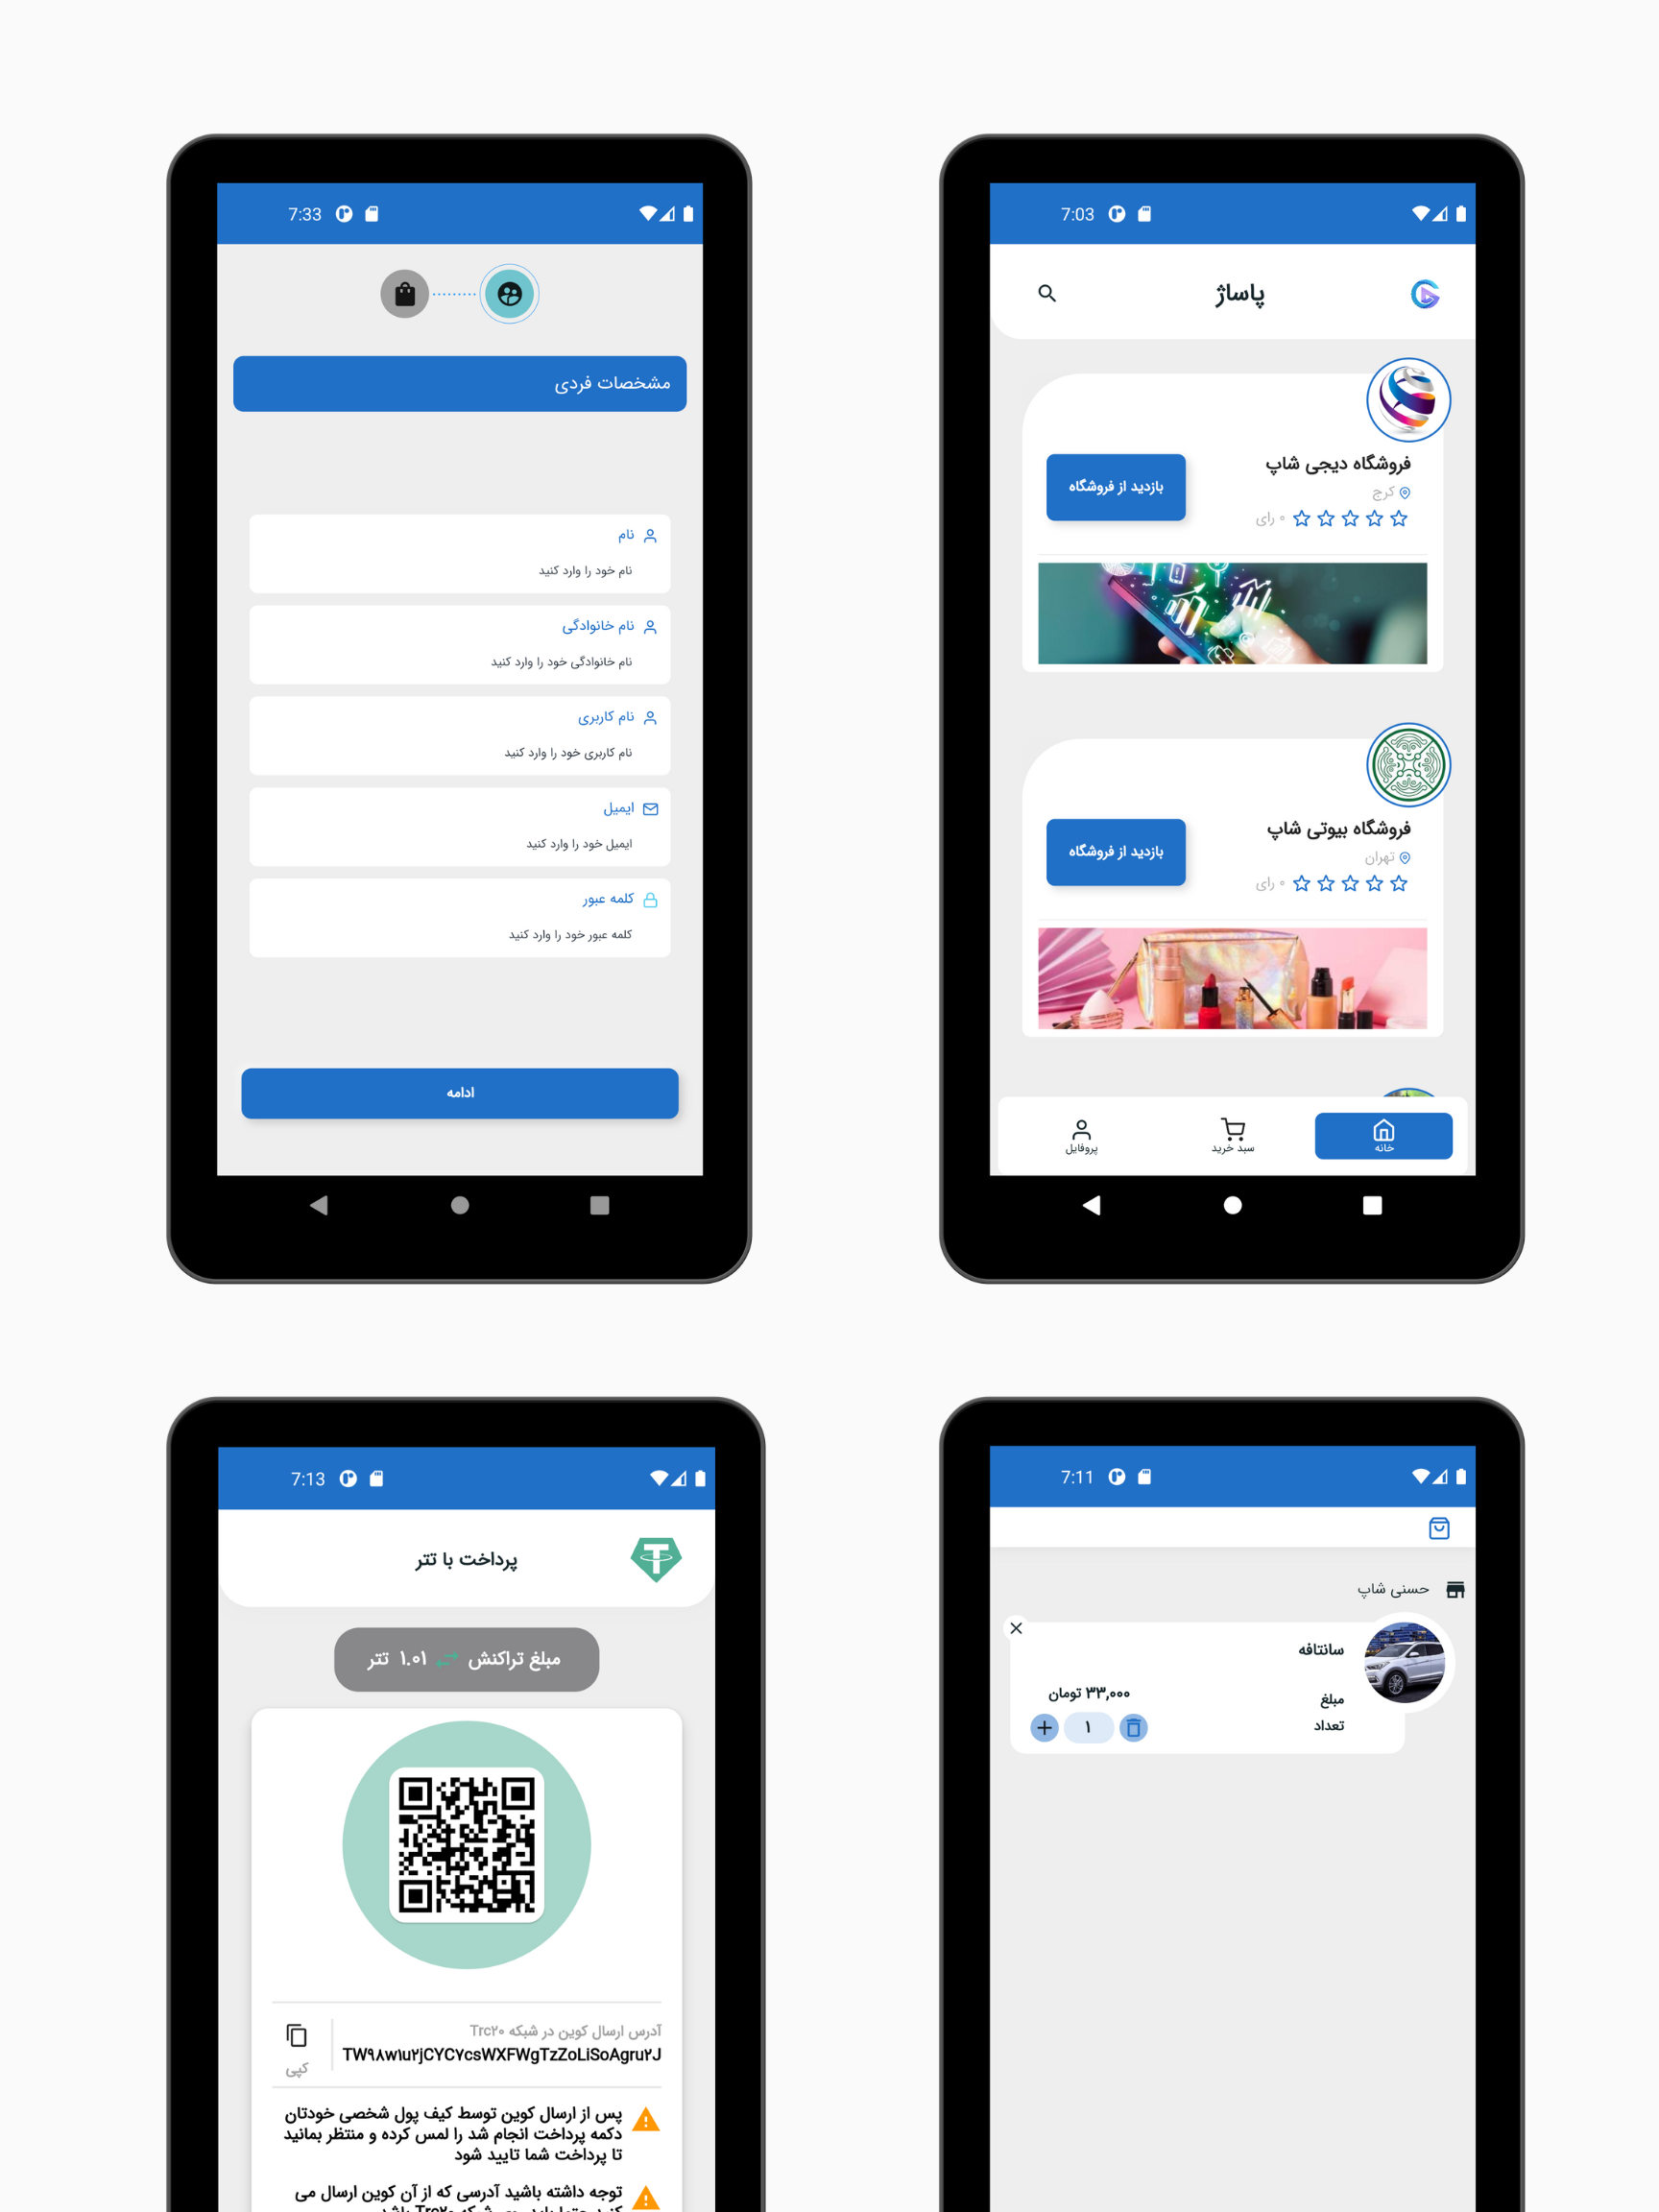 7:33
مشخصات فردی
نام
نام خود را وارد کنید
نام خانوادگی
نام خانوادگی خود را وارد کنید
نام کاربری
نام کاربری خود را وارد کنید
ایمیل
ایمیل خود را وارد کنید
کلمه عبور
کلمه عبور خود را وارد کنید
ادامه
7:03
پاساژ
فروشگاه دیجی شاپ
کرج
۰ رای
بازدید از فروشگاه
فروشگاه بیوتی شاپ
تهران
۰ رای
بازدید از فروشگاه
خانه
سبد خرید
پروفایل
7:13
پرداخت با تتر
مبلغ تراکنش ۱.۰۱ تتر
آدرس ارسال کوین در شبکه Trc۲۰
TW۹۸w۱u۲jCYC۷csWXFWgTzZoLiSoAgru۲J
کپی
پس از ارسال کوین توسط کیف پول شخصی خودتان
دکمه پرداخت انجام شد را لمس کرده و منتظر بمانید
تا پرداخت شما تایید شود
توجه داشته باشید آدرسی که از آن کوین ارسال می
7:11
حسنی شاپ
سانتافه
مبلغ
۳۳,۰۰۰ تومان
تعداد
۱